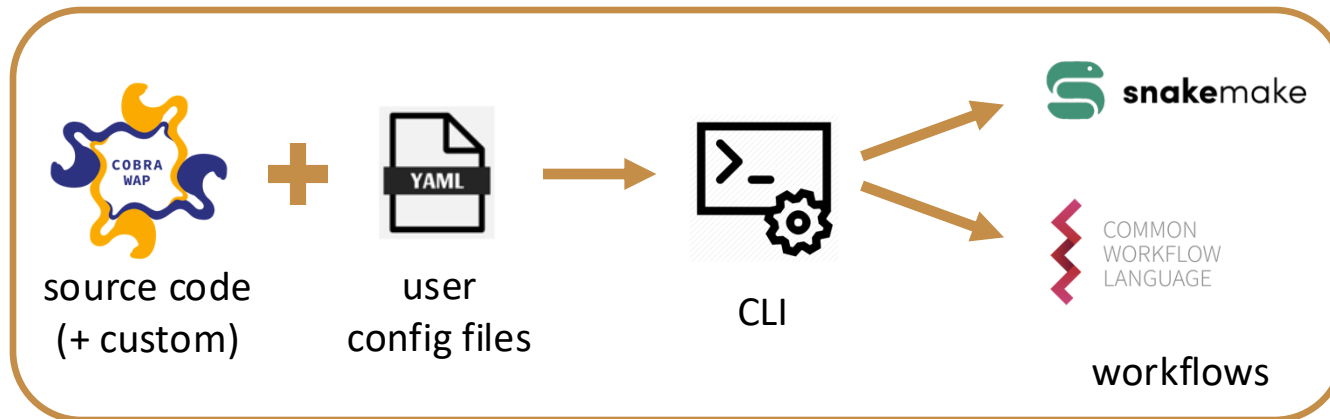 COBRA
WAP
source code
(+ custom)
YAML
user
config files
>_
CLI
snakemake
COMMON
WORKFLOW
LANGUAGE
workflows